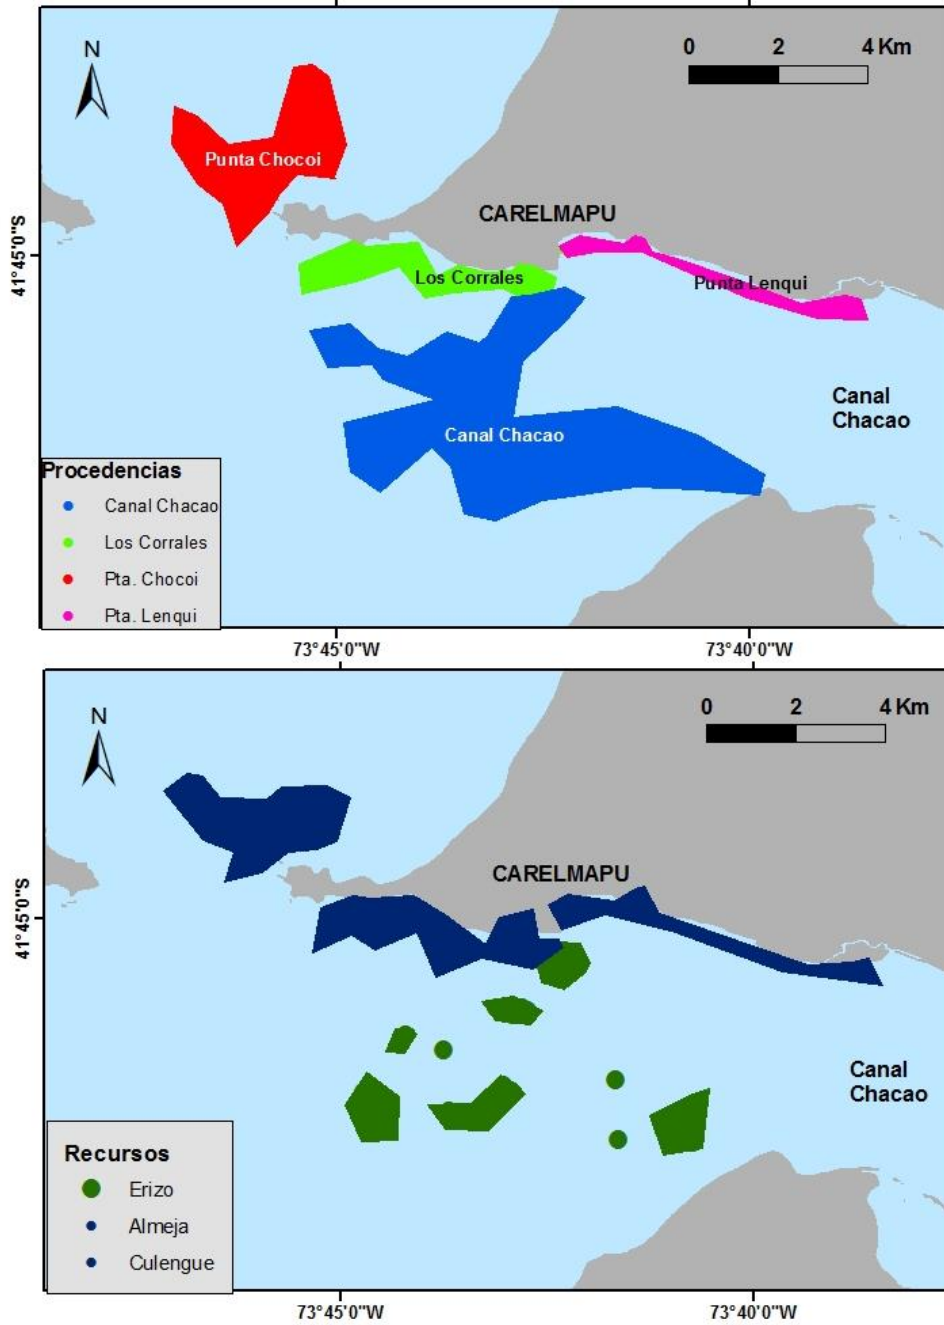 N
0 2 4 Km
Punta Chocoi
CARELMAPU
41°45'0"S
Los Corrales
Punta Lenqui
Canal
Chacao
Canal Chacao
Procedencias
Canal Chacao
Los Corrales
Pta. Chocoi
Pta. Lenqui
73°45'0"W 73°40'0"W
N
0 2 4 Km
CARELMAPU
41°45'0"S
Canal
Chacao
Recursos
Erizo
Almeja
Culengue
73°45'0"W 73°40'0"W